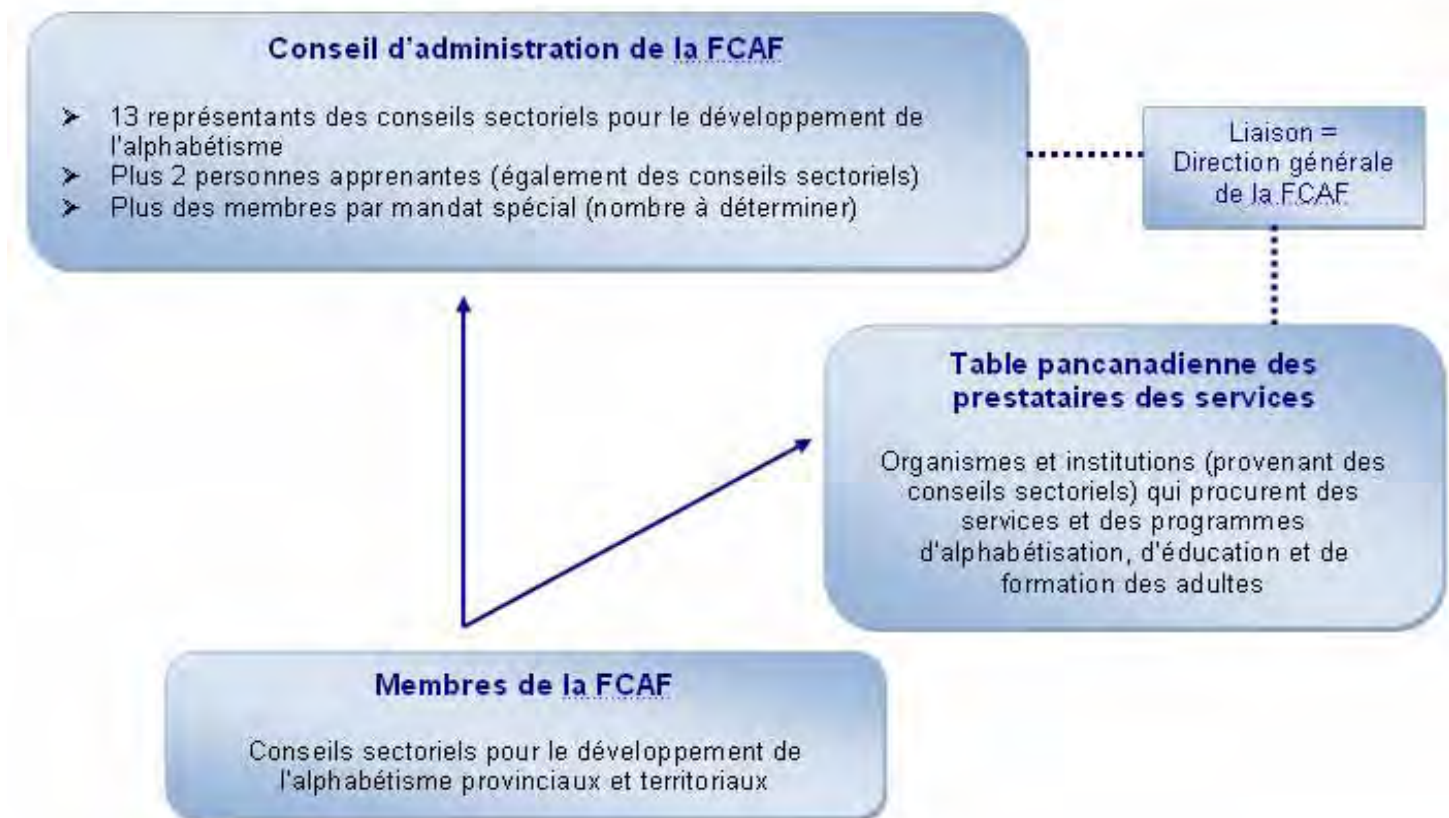 Conseil d'administration de la FCAF
➤ 13 représentants des conseils sectoriels pour le développement de
l'alphabétisme
➤ Plus 2 personnes apprenantes (également des conseils sectoriels)
➤ Plus des membres par mandat spécial (nombre à déterminer)
Liaison =
Direction générale
de la FCAF
Table pancanadienne des
prestataires des services
Organismes et institutions (provenant des
conseils sectoriels) qui procurent des
services et des programmes
d'alphabétisation, d'éducation et de
formation des adultes
Membres de la FCAF
Conseils sectoriels pour le développement de
l'alphabétisme provinciaux et territoriaux